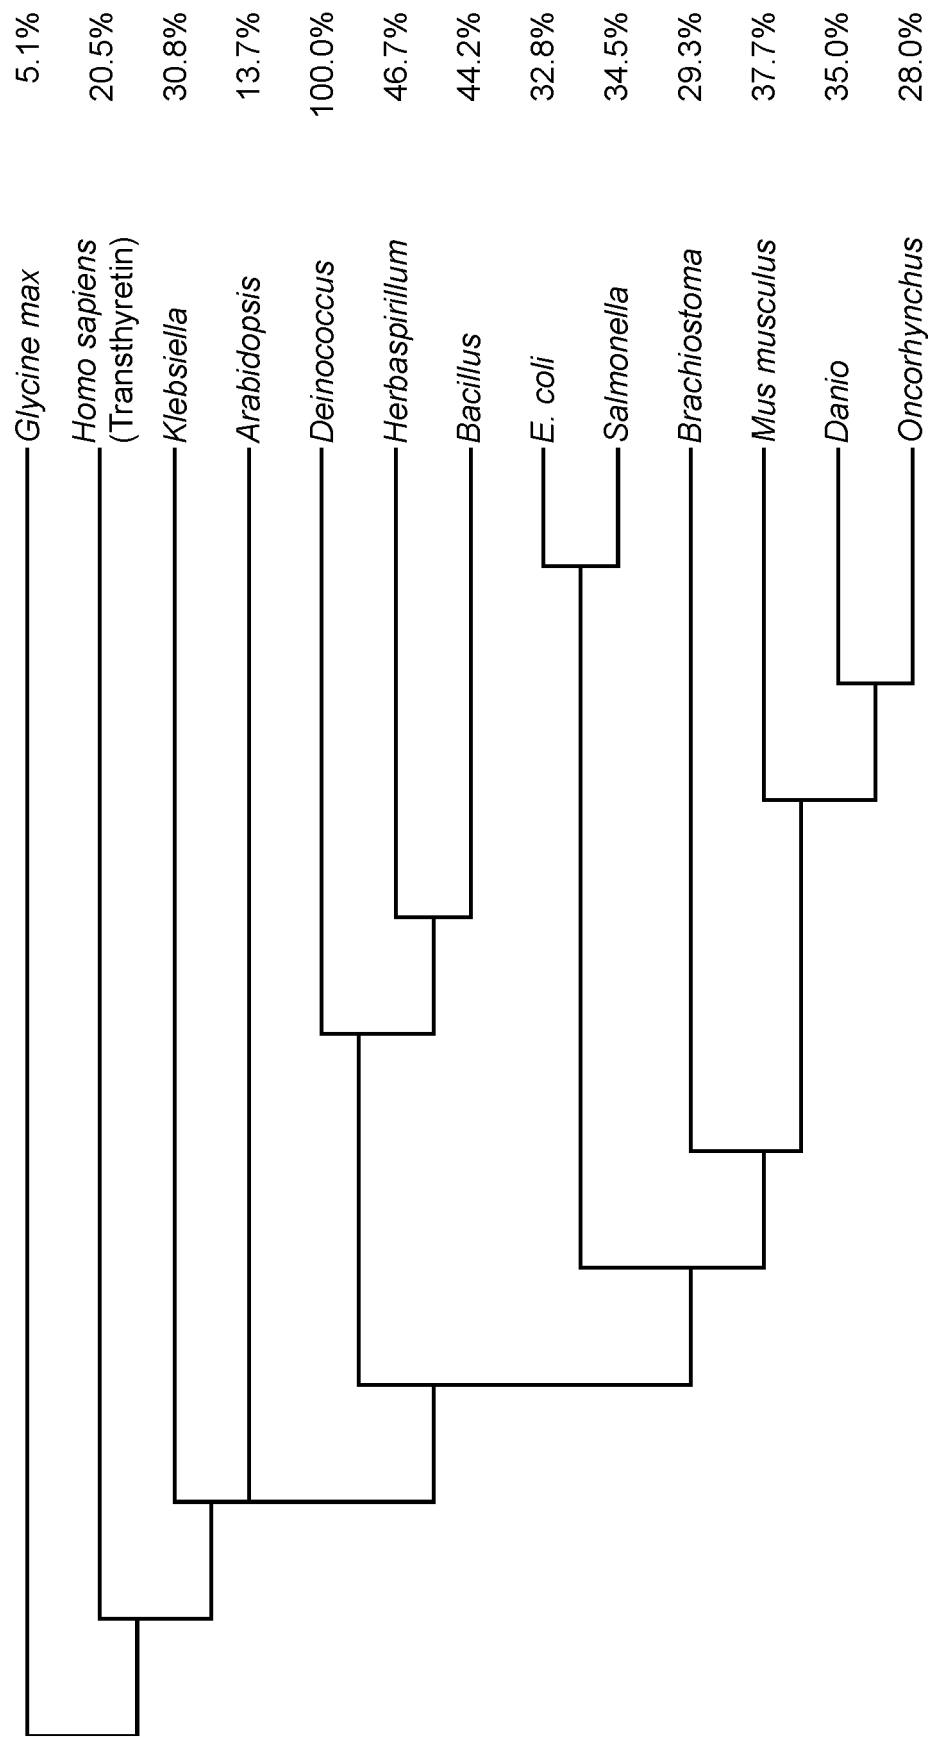 Glycine max 5.1%
Homo sapiens 20.5%
(Transthyretin)
Klebsiella 30.8%
Arabidopsis 13.7%
Deinococcus 100.0%
Herbaspirillum 46.7%
Bacillus 44.2%
E. coli 32.8%
Salmonella 34.5%
Brachiostoma 29.3%
Mus musculus 37.7%
Danio 35.0%
Oncorhynchus 28.0%